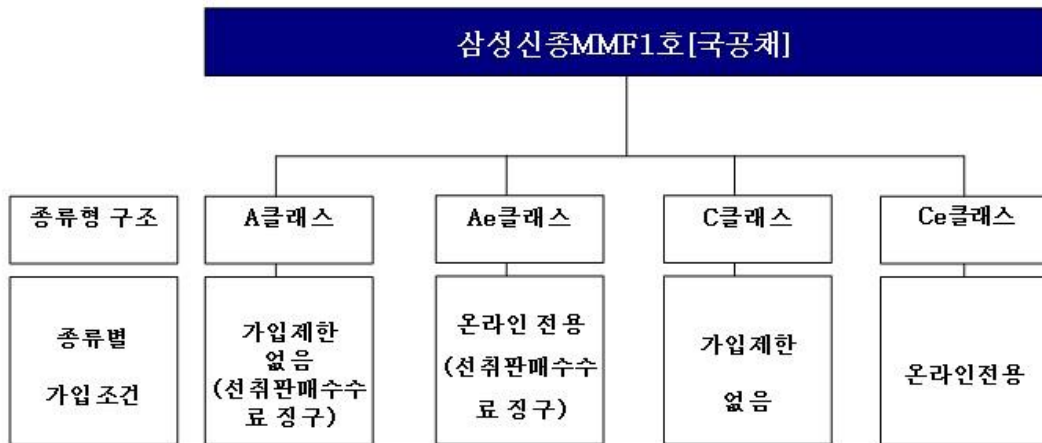 삼성신종MMF1호[국공채]
종류형 구조
A클래스
Ae클래스
C클래스
Ce클래스
종류별
가입조건
가입제한
없음
(선취판매수수
료 징구)
온라인 전용
(선취판매수수
료 징구)
가입제한
없음
온라인전용